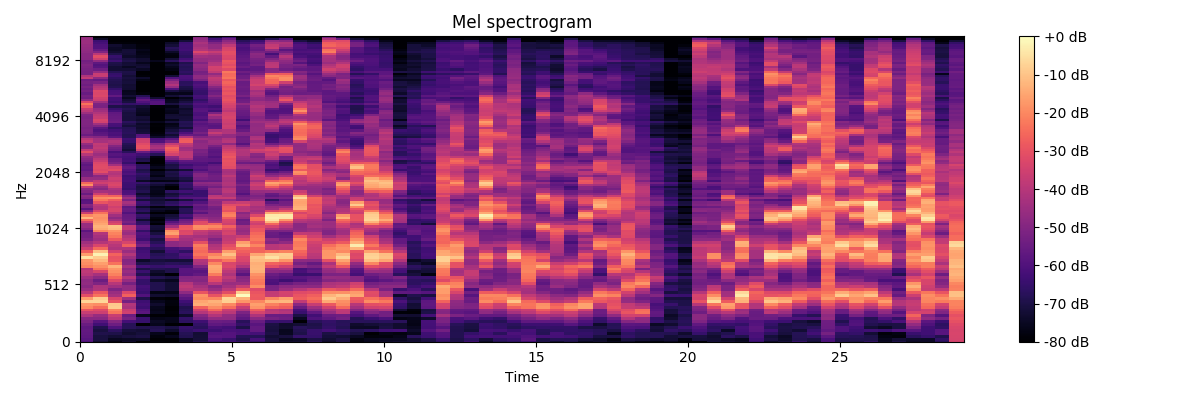 Mel spectrogram
+0 dB
8192
-10 dB
4096
-20 dB
-30 dB
2048
Hz
-40 dB
1024
-50 dB
-60 dB
512
-70 dB
0
-80 dB
0 5 10 15 20 25
Time